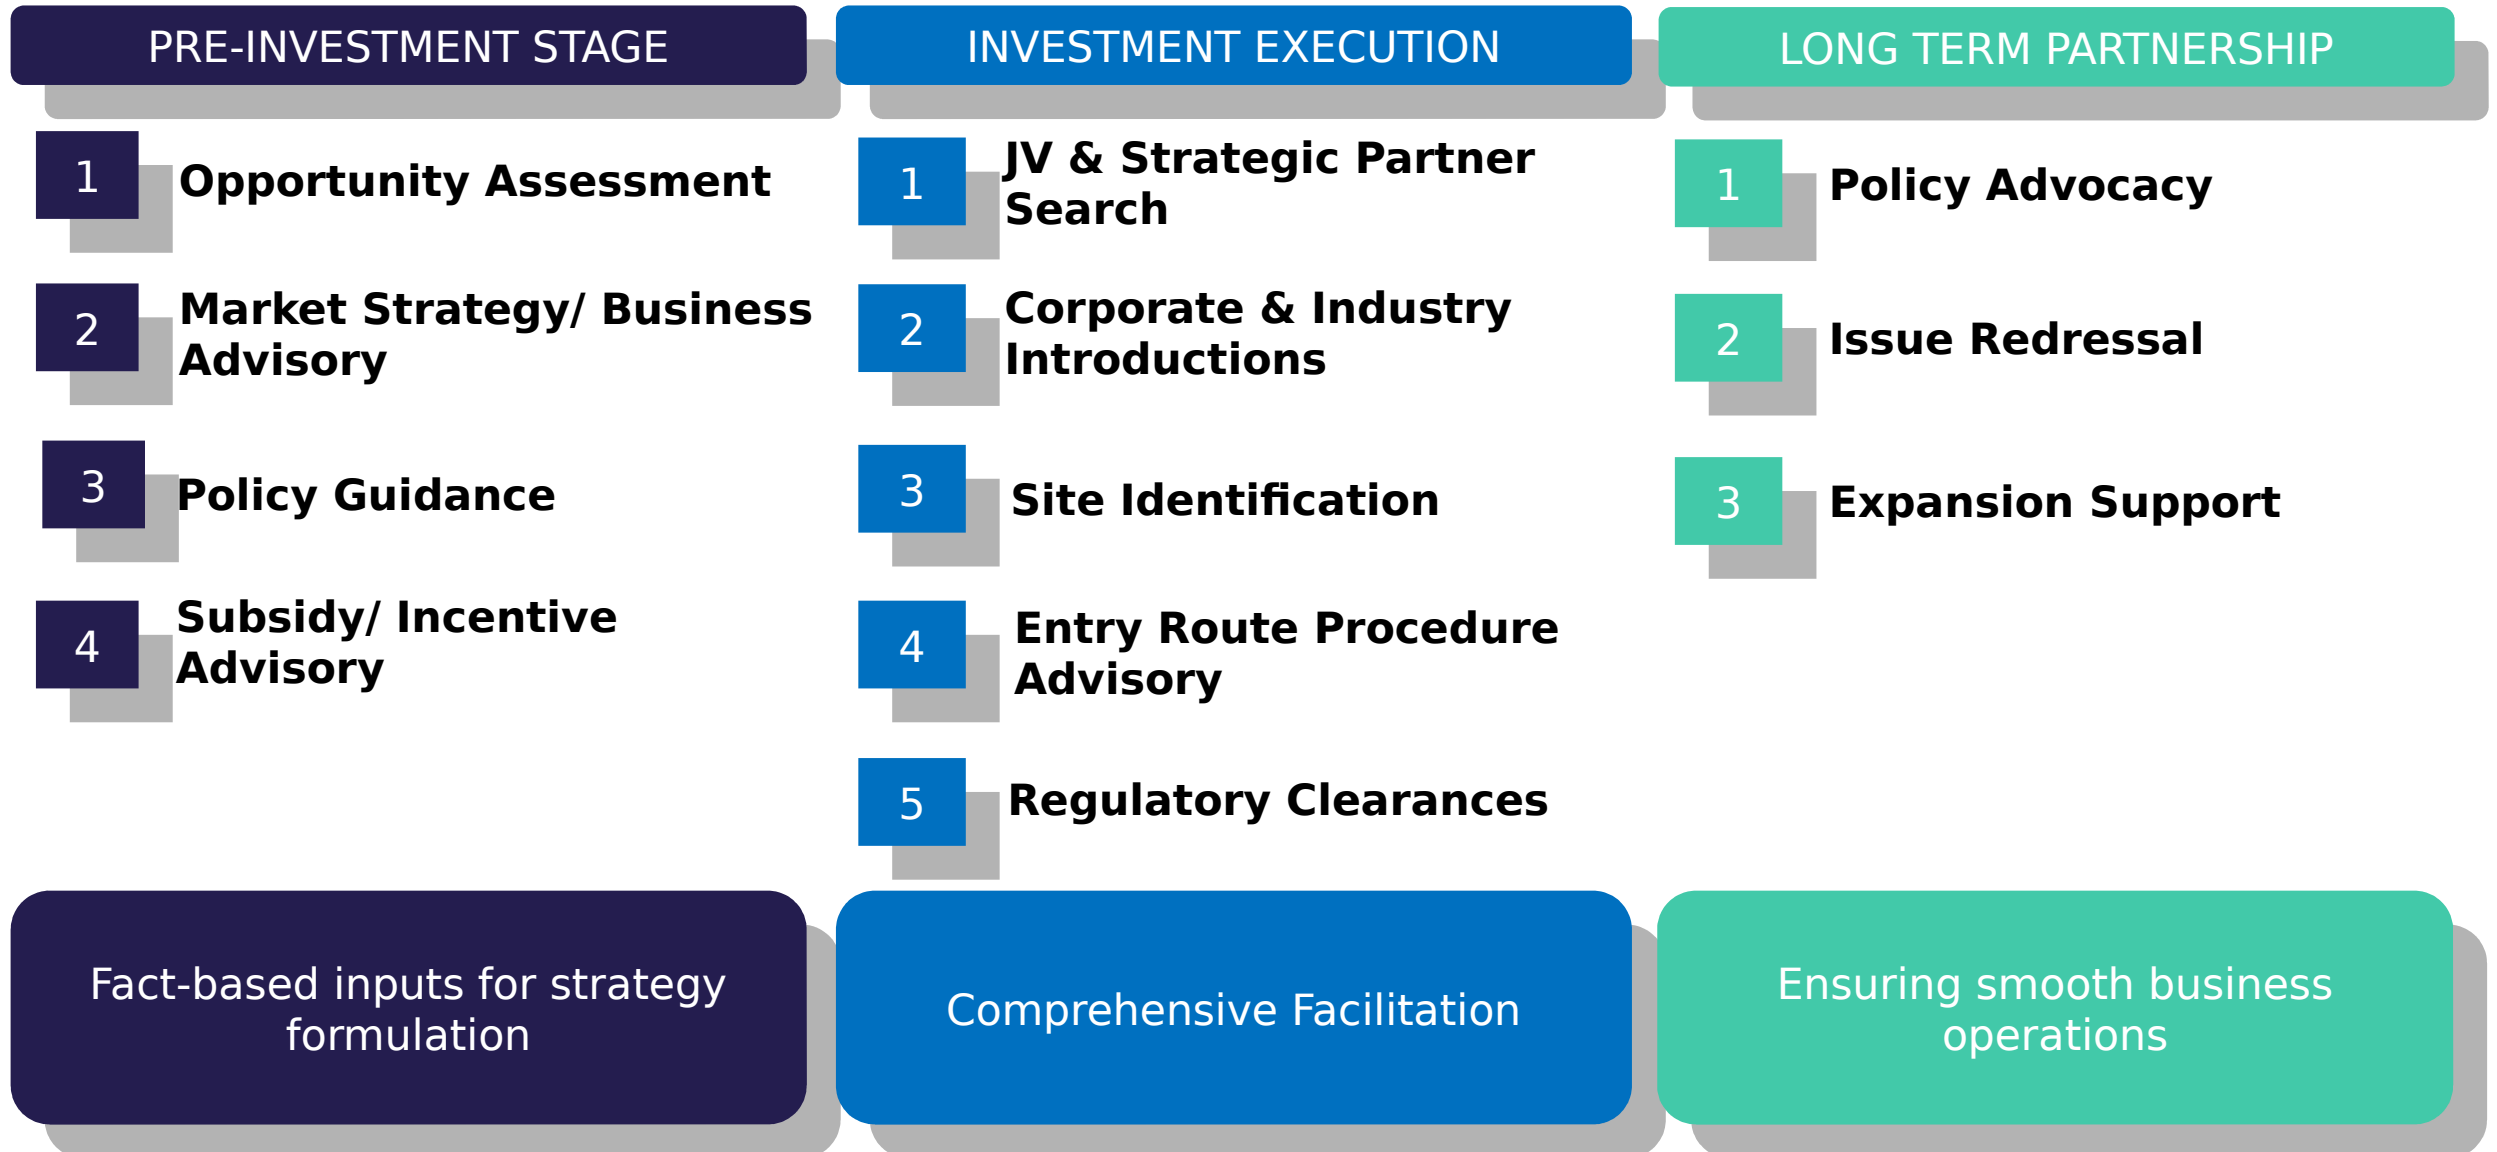 PRE-INVESTMENT STAGE
1
Opportunity Assessment
2
Market Strategy/ Business
Advisory
3
Policy Guidance
4
Subsidy/ Incentive
Advisory
Fact-based inputs for strategy
formulation
INVESTMENT EXECUTION
1
JV & Strategic Partner
Search
2
Corporate & Industry
Introductions
3
Site Identification
4
Entry Route Procedure
Advisory
5
Regulatory Clearances
Comprehensive Facilitation
LONG TERM PARTNERSHIP
1
Policy Advocacy
2
Issue Redressal
3
Expansion Support
Ensuring smooth business
operations